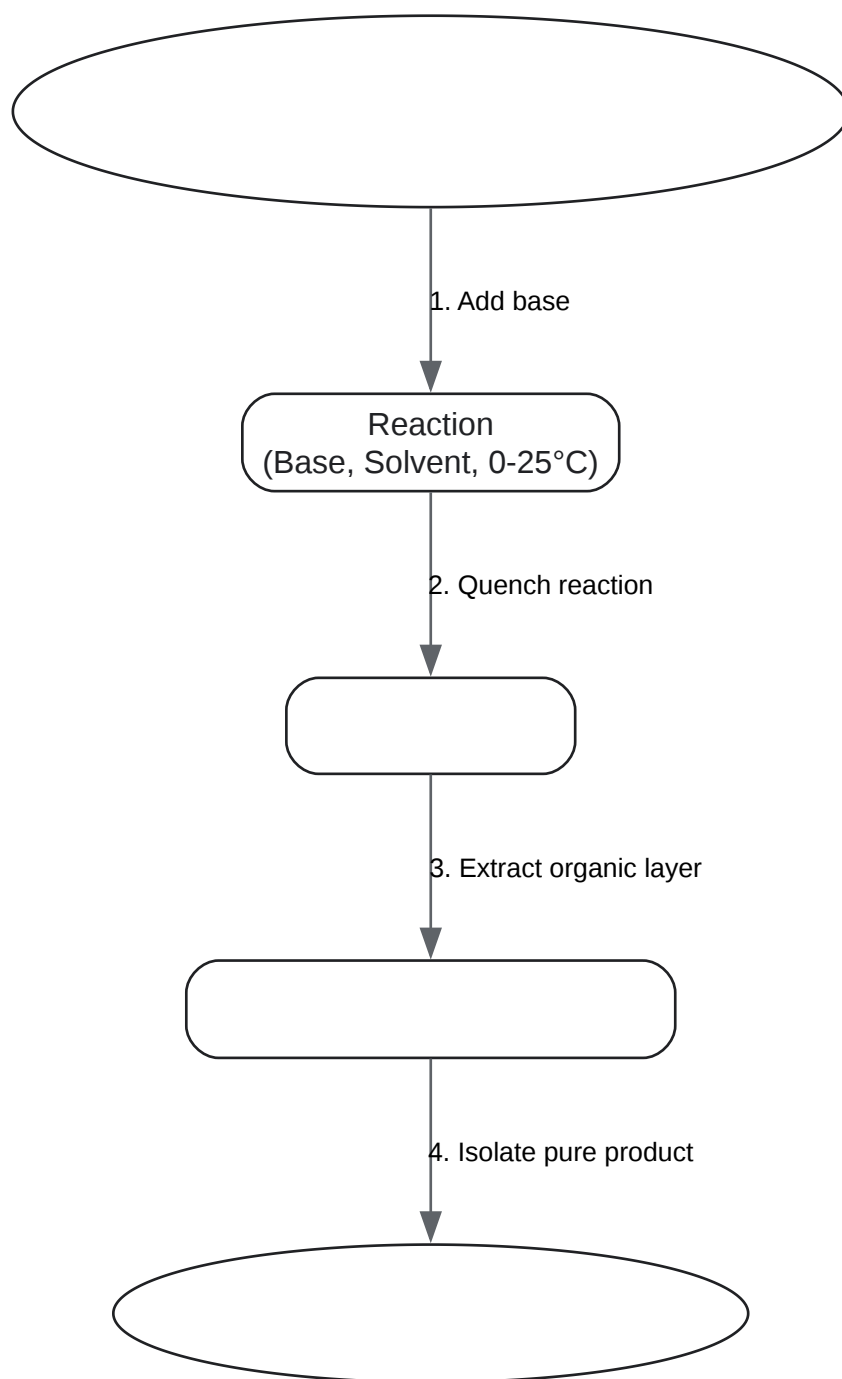 1. Add base
Reaction
(Base, Solvent, 0-25°C)
2. Quench reaction
3. Extract organic layer
4. Isolate pure product